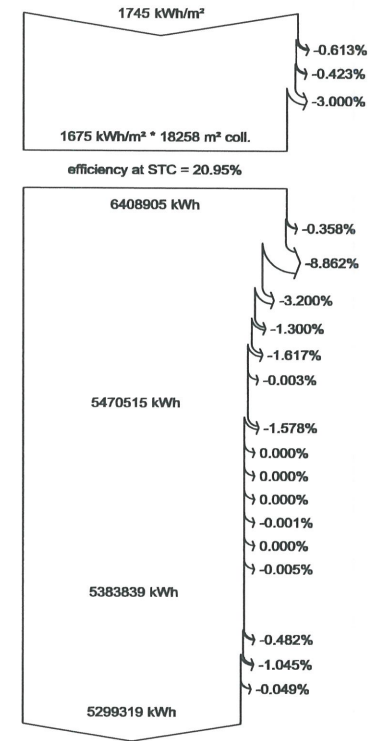 1745 kWh/m²
-0.613%
-0.423%
-3.000%
1675 kWh/m² * 18258 m² coll.
efficiency at STC = 20.95%
6408905 kWh
-0.358%
-8.862%
-3.200%
-1.300%
-1.617%
-0.003%
5470515 kWh
-1.578%
0.000%
0.000%
0.000%
-0.001%
0.000%
-0.005%
5383839 kWh
-0.482%
-1.045%
-0.049%
5299319 kWh